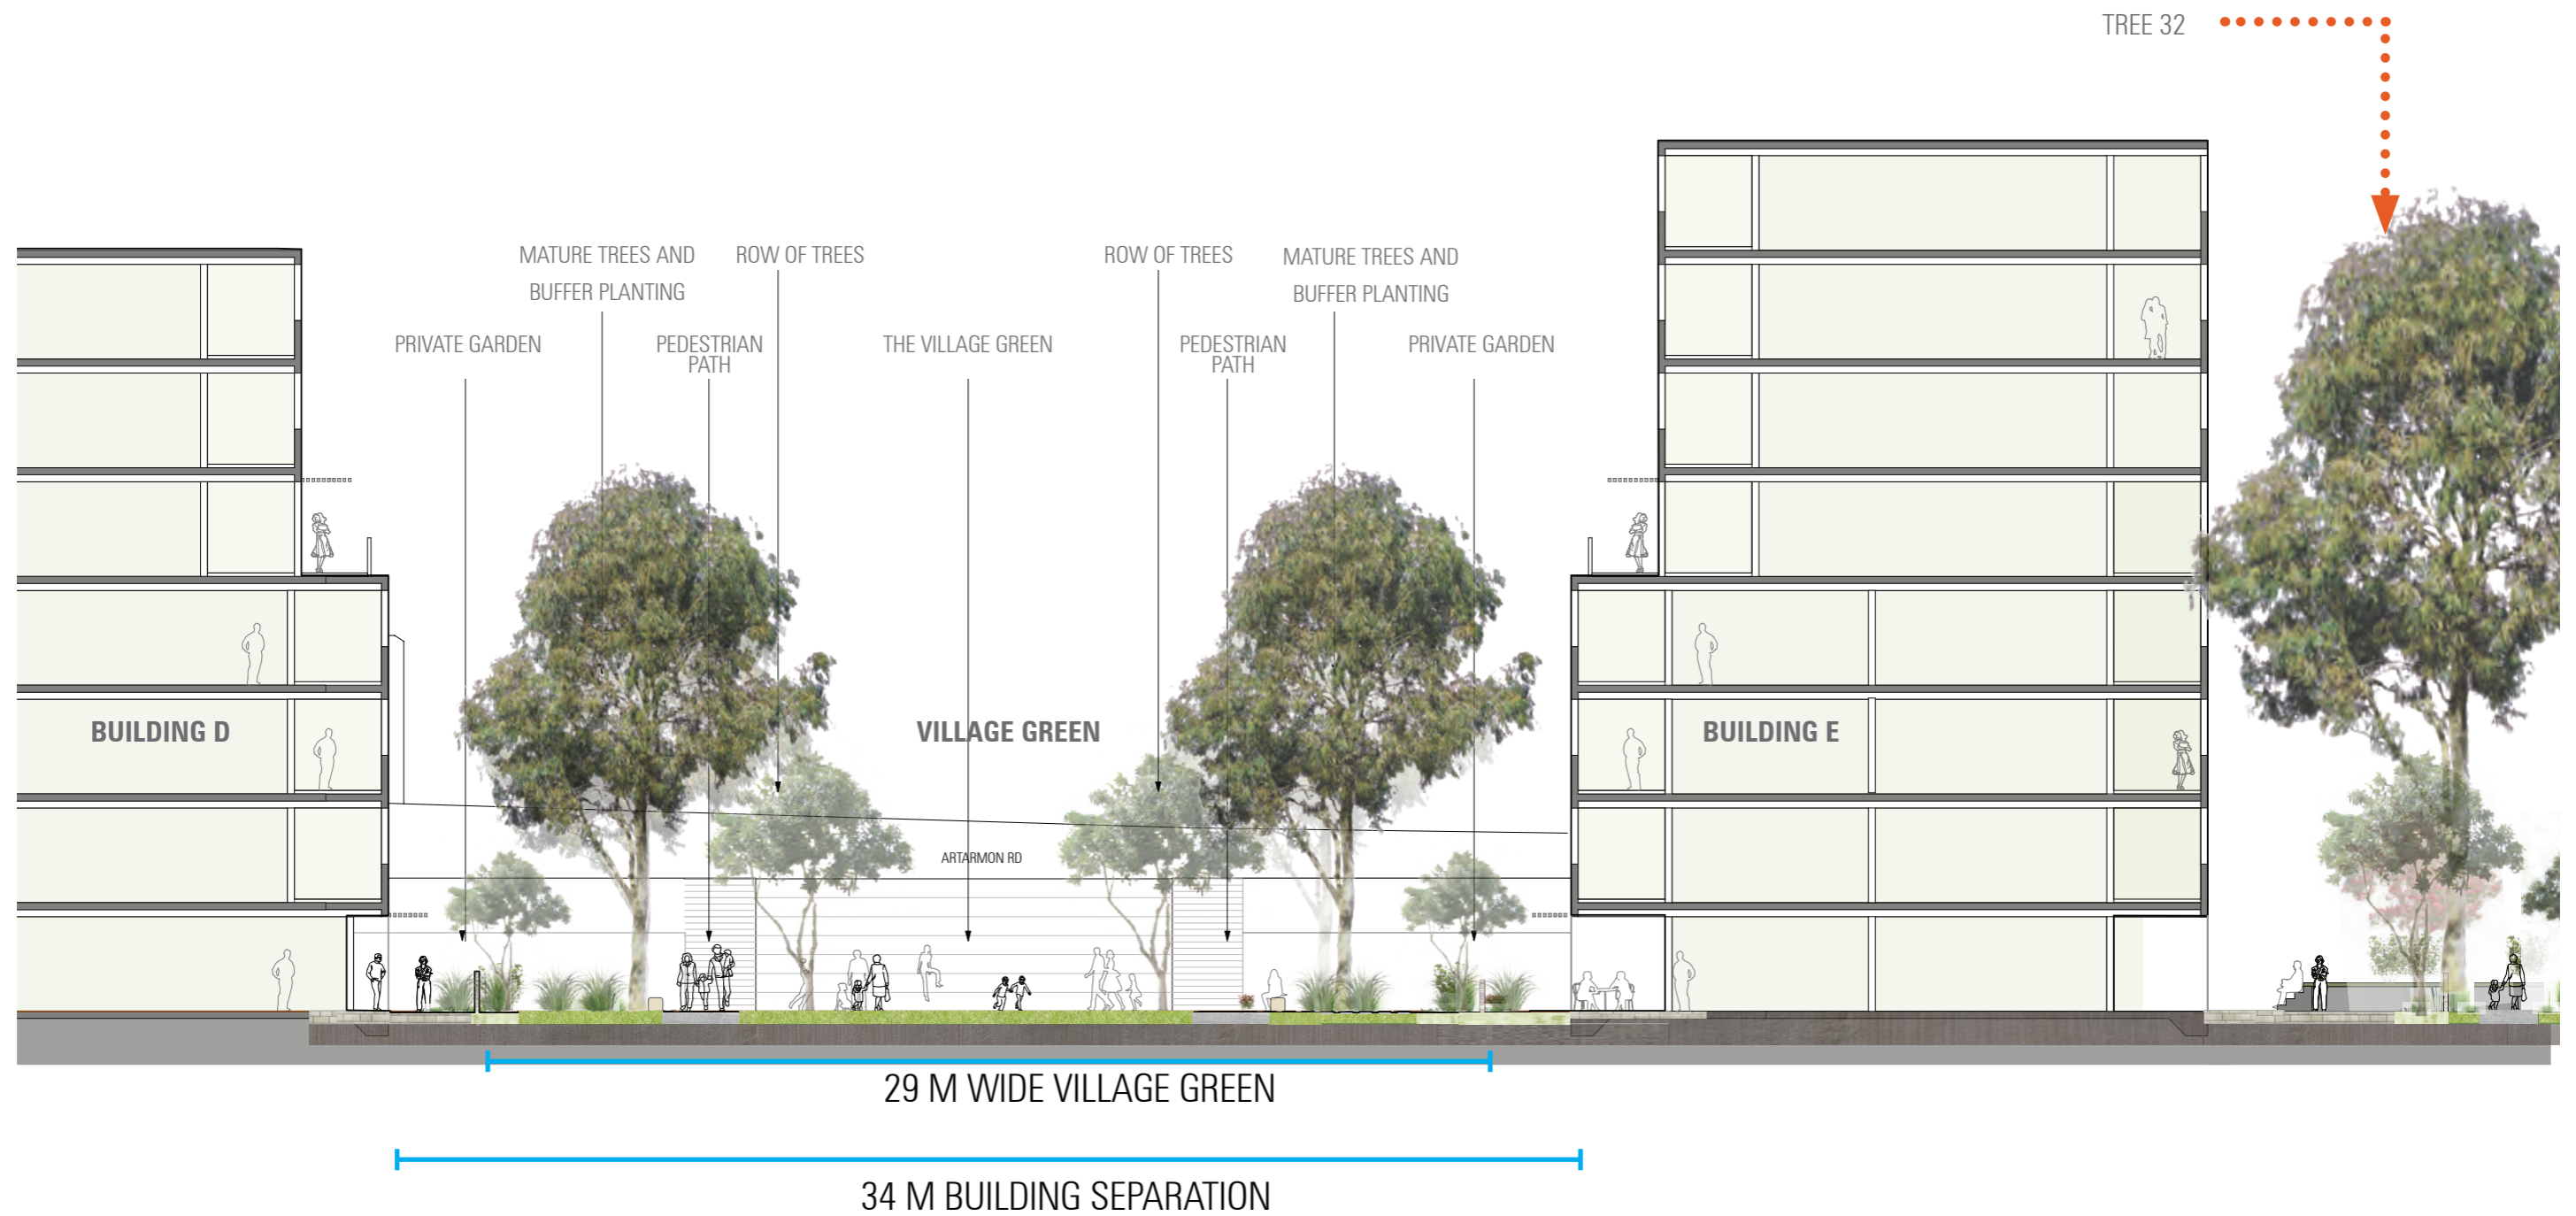 TREE 32
MATURE TREES AND
BUFFER PLANTING
ROW OF TREES
ROW OF TREES
MATURE TREES AND
BUFFER PLANTING
PRIVATE GARDEN
PEDESTRIAN
PATH
THE VILLAGE GREEN
PEDESTRIAN
PATH
PRIVATE GARDEN
BUILDING D
VILLAGE GREEN
BUILDING E
ARTARMON RD
29 M WIDE VILLAGE GREEN
34 M BUILDING SEPARATION